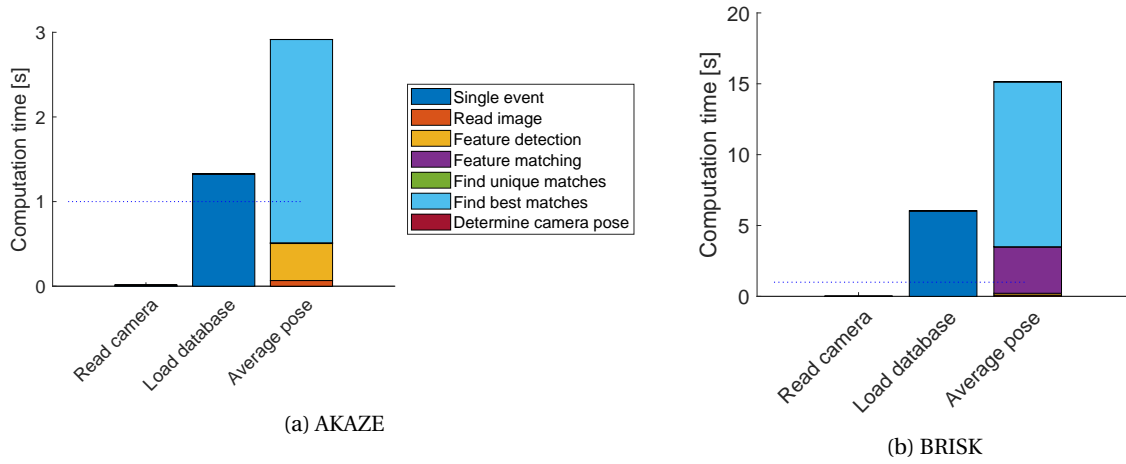 3
2
1
0
Computation time [s]
Read camera
Load database
Average pose
Single event
Read image
Feature detection
Feature matching
Find unique matches
Find best matches
Determine camera pose
(a) AKAZE
20
15
10
5
0
Computation time [s]
Read camera
Load database
Average pose
(b) BRISK